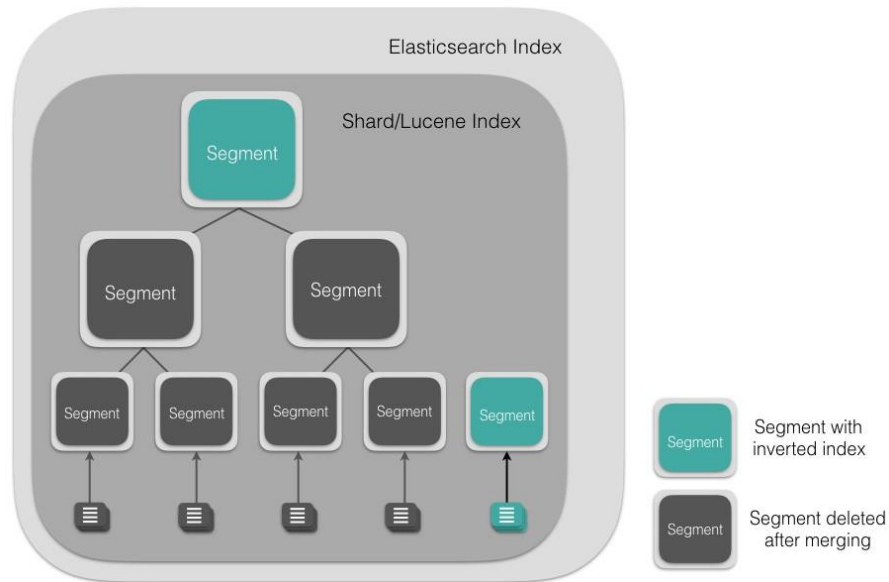 Elasticsearch Index
Shard/Lucene Index
Segment
Segment
Segment
Segment
Segment
Segment
Segment
Segment
Segment
Segment with
inverted index
Segment
Segment deleted
after merging